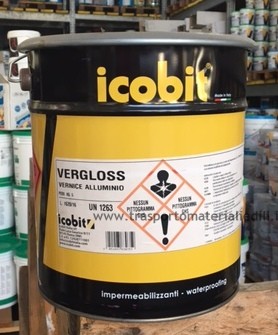 icobit
VERGLOSS
VERNICE ALLUMINIO
UN 1263
NESSUN
PITTOGRAMMA
NESSUN
PITTOGRAMMA
www.trasportomaterialiedili
icobit
impermeabilizzanti - waterproofing